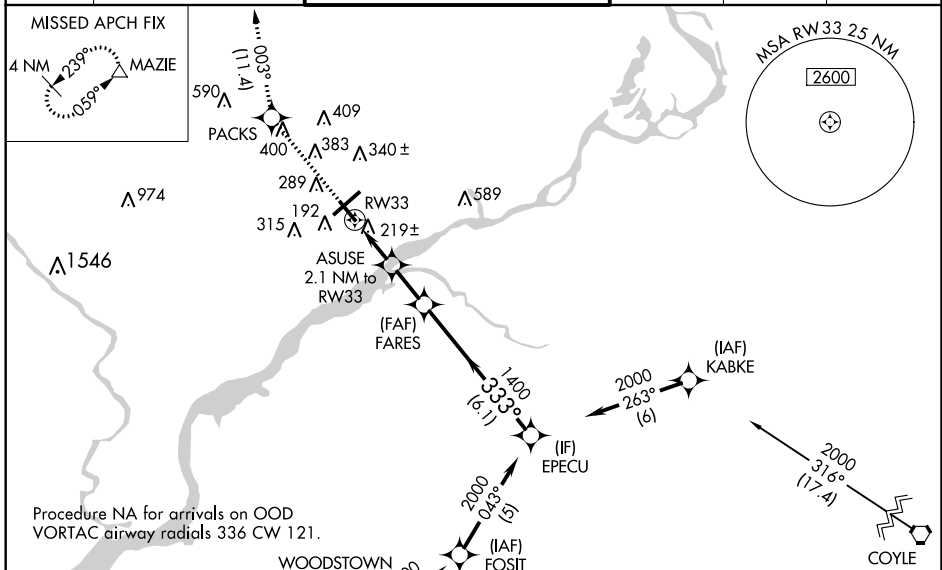 MISSED APCH FIX
4 NM
239°
059°
MAZIE
003°
(11.4)
MSA RW33 25 NM
2600
590
PACKS
409
400
383
340 ±
289
974
RW33
589
192
315
219±
1546
ASUSE
2.1 NM to
RW33
(FAF)
FARES
(IAF)
KABKE
1400
333°
(6.1)
2000
263°
(6)
(IF)
EPECU
2000
316°
(17.4)
2000
043°
(5)
Procedure NA for arrivals on OOD
VORTAC airway radials 336 CW 121.
(IAF)
FOSIT
WOODSTOWN
COYLE